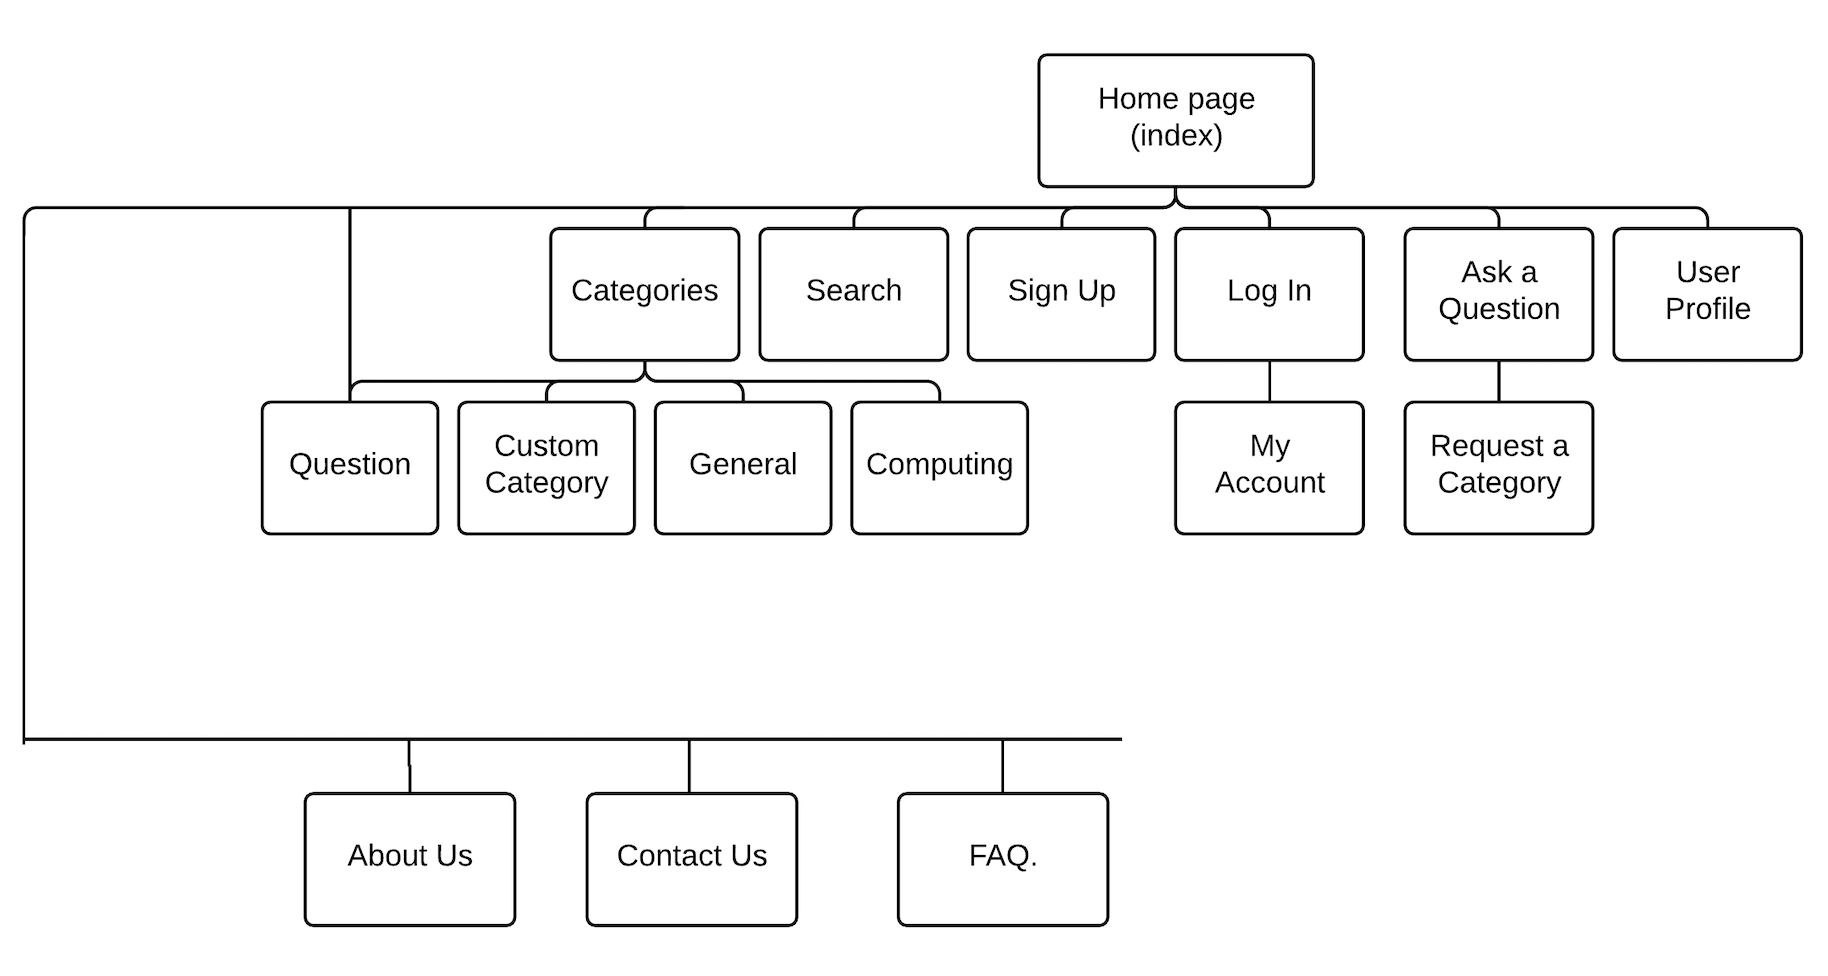 Home page
(index)
Categories
Search
Sign Up
Log In
Ask a
Question
User
Profile
Question
Custom
Category
General
Computing
My
Account
Request a
Category
About Us
Contact Us
FAQ.